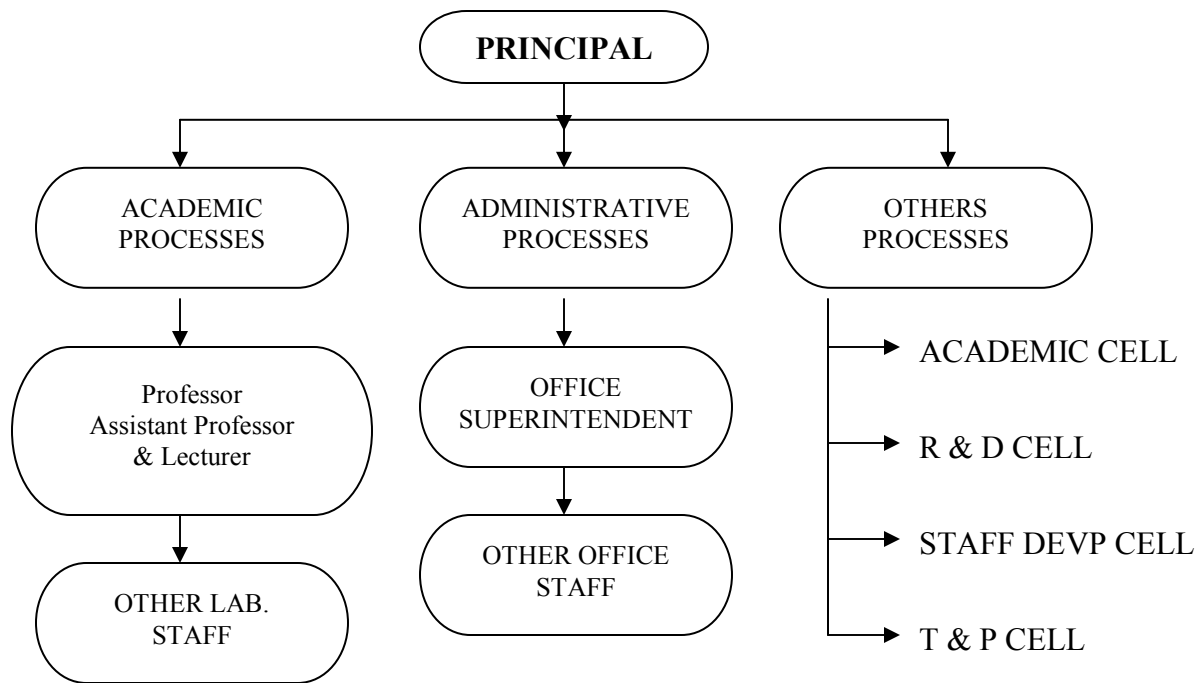 PRINCIPAL
ACADEMIC
PROCESSES
ADMINISTRATIVE
PROCESSES
OTHERS
PROCESSES
Professor
Assistant Professor
& Lecturer
OFFICE
SUPERINTENDENT
ACADEMIC CELL
R & D CELL
OTHER LAB.
STAFF
OTHER OFFICE
STAFF
STAFF DEVP CELL
T & P CELL